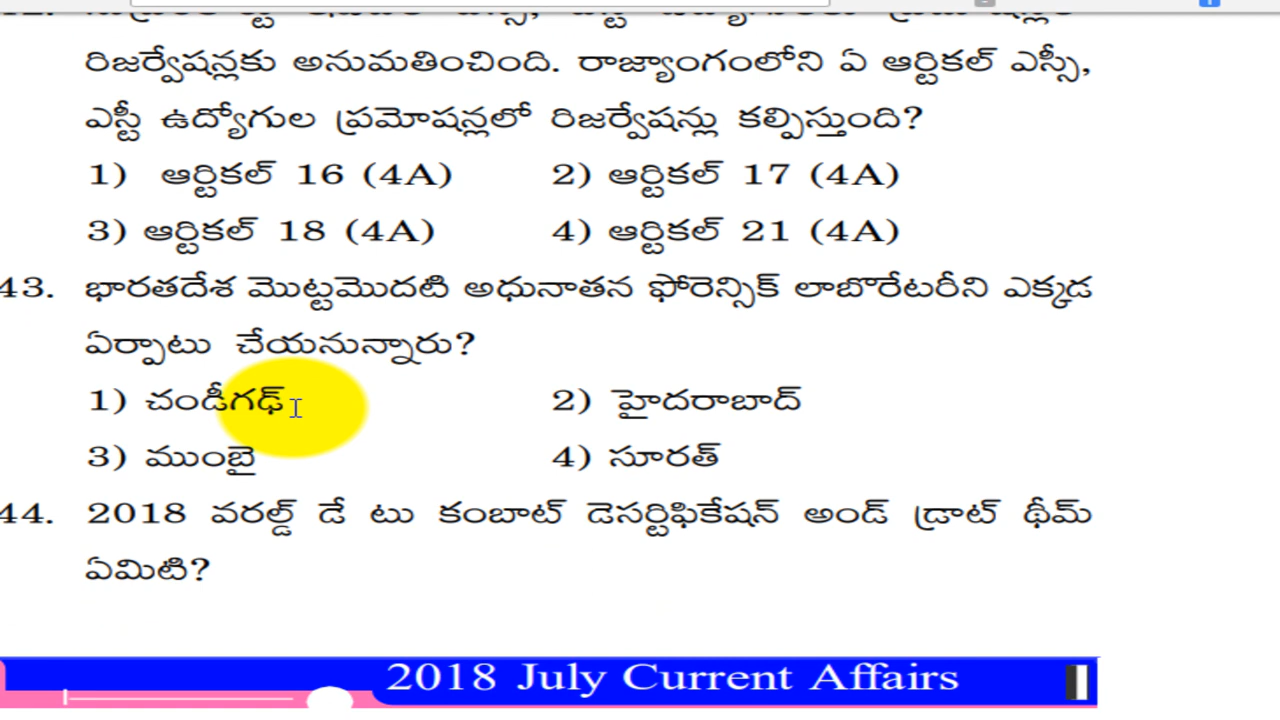 రిజర్వేషన్లకు అనుమతించింది. రాజ్యాంగంలోని ఏ ఆర్టికల్ ఎస్సీ,
ఎస్టీ ఉద్యోగుల ప్రమోషన్లలో రిజర్వేషన్లు కల్పిస్తుంది?
1) ఆర్టికల్ 16 (4A) 2) ఆర్టికల్ 17 (4A)
3) ఆర్టికల్ 18 (4A) 4) ఆర్టికల్ 21 (4A)
43. భారతదేశ మొట్టమొదటి అధునాతన ఫోరెన్సిక్ లాబొరేటరీని ఎక్కడ
ఏర్పాటు చేయనున్నారు?
1) చండీగఢ్ 2) హైదరాబాద్
3) ముంబై 4) సూరత్
44. 2018 వరల్డ్ డే టు కంబాట్ డెసర్టిఫికేషన్ అండ్ డ్రాట్ థీమ్
ఏమిటి?
2018 July Current Affairs